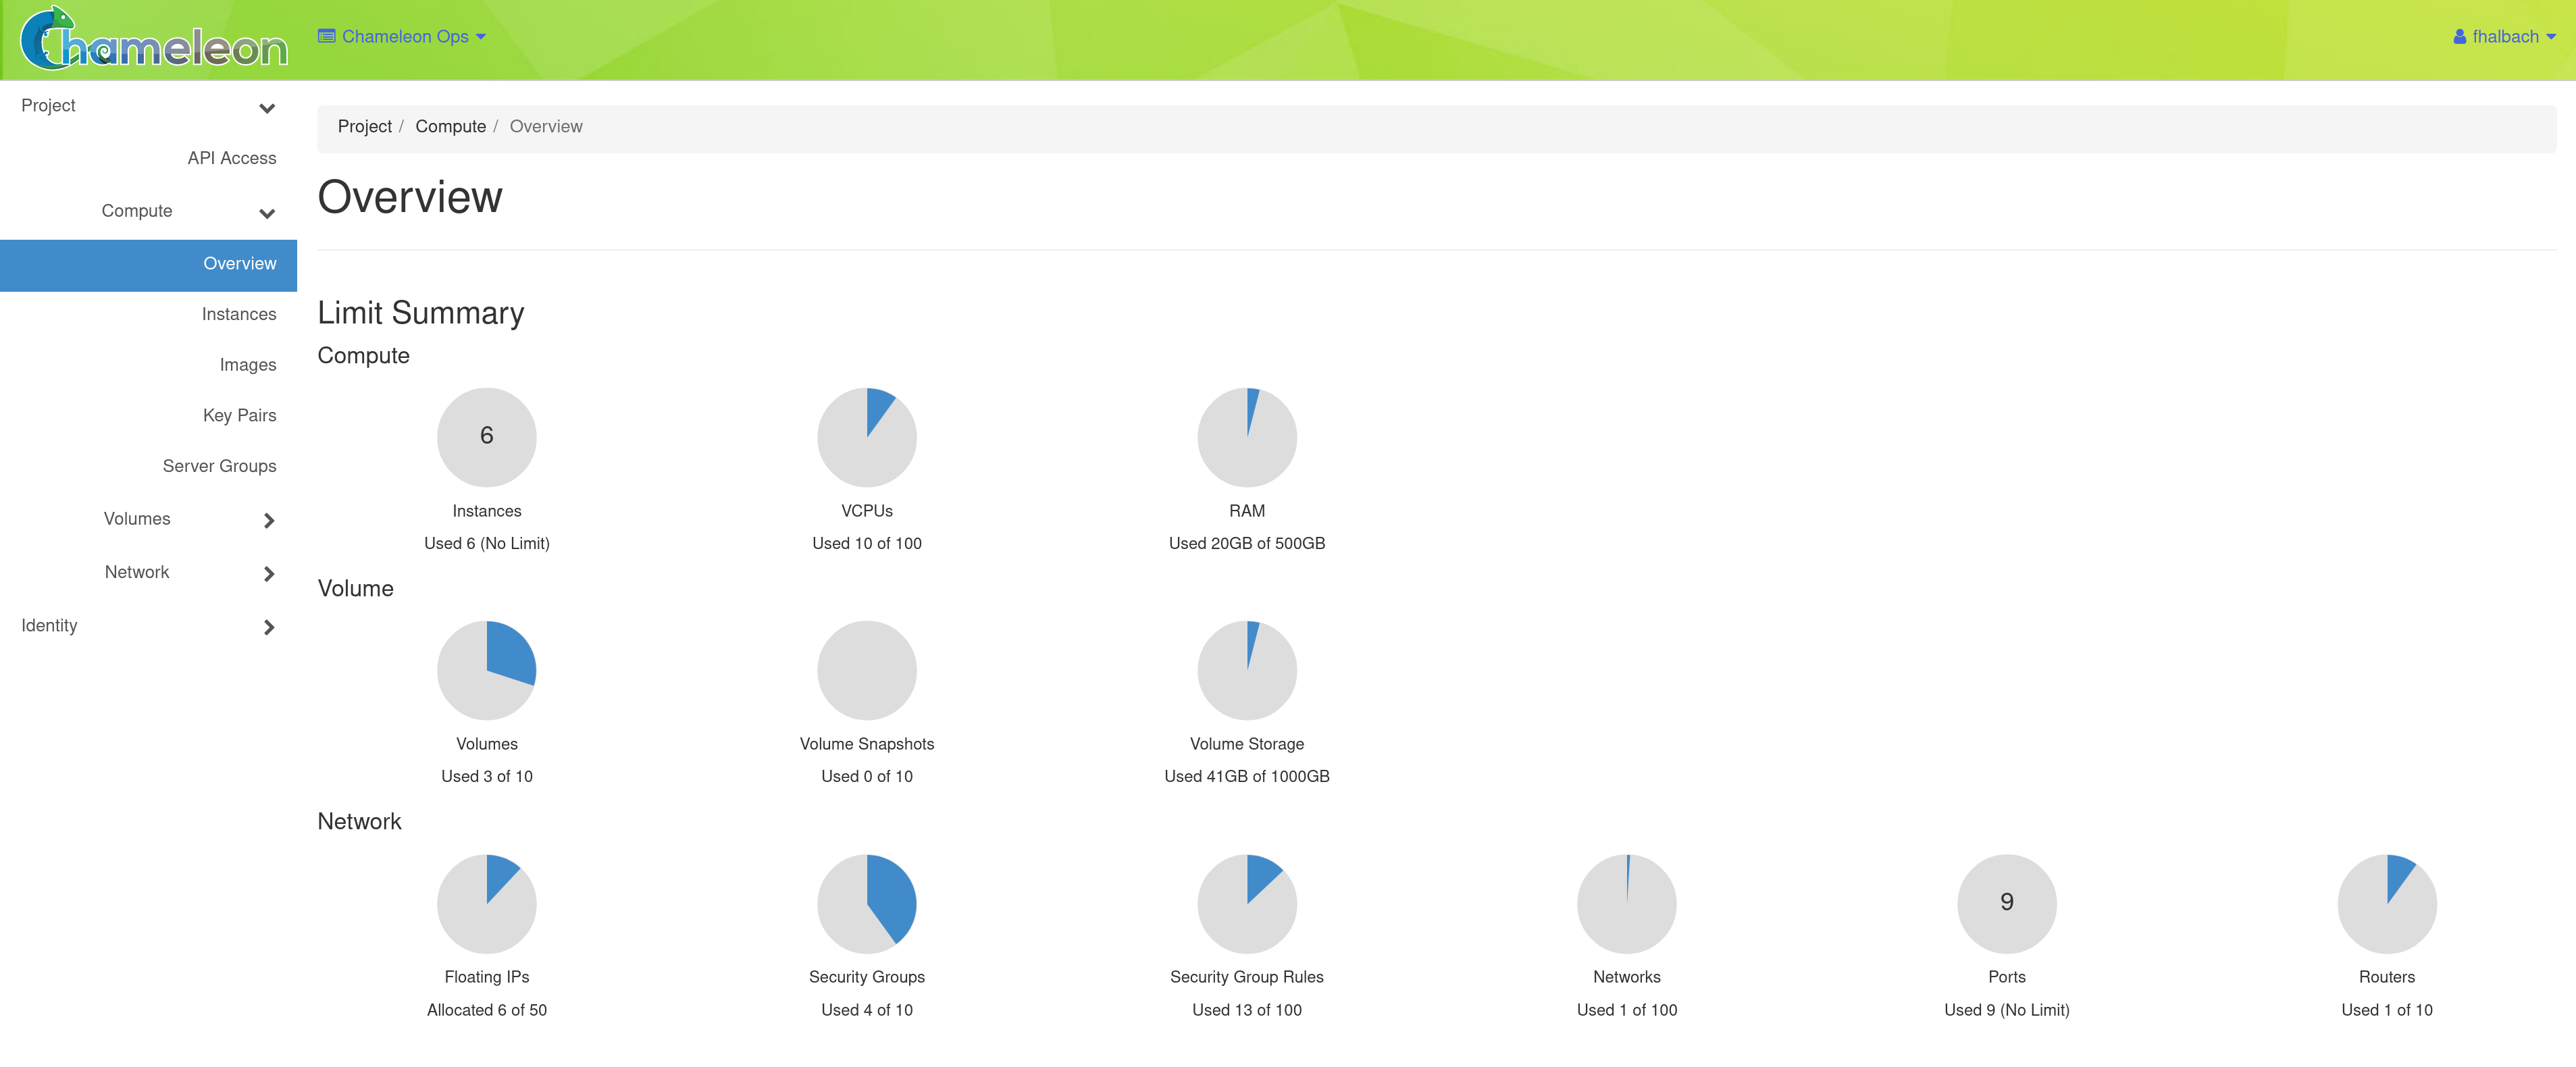 Chameleon
Chameleon Ops
fhalbach
Project
API Access
Compute
Overview
Instances
Images
Key Pairs
Server Groups
Volumes
Network
Identity
Project / Compute / Overview
Overview
Limit Summary
Compute
6
Instances
Used 6 (No Limit)
VCPUs
Used 10 of 100
RAM
Used 20GB of 500GB
Volume
Volumes
Used 3 of 10
Volume Snapshots
Used 0 of 10
Volume Storage
Used 41GB of 1000GB
Network
Floating IPs
Allocated 6 of 50
Security Groups
Used 4 of 10
Security Group Rules
Used 13 of 100
Networks
Used 1 of 100
9
Ports
Used 9 (No Limit)
Routers
Used 1 of 10